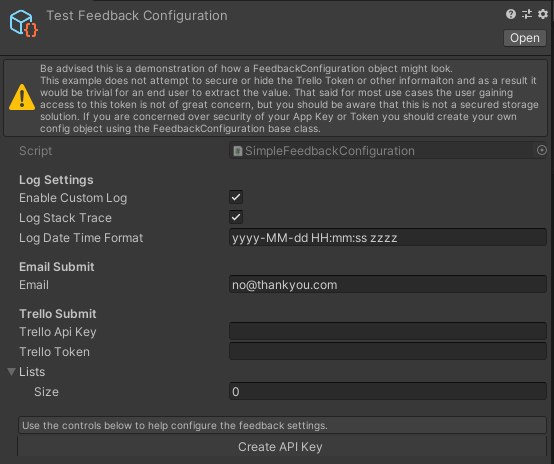 Test Feedback Configuration
Open
Be advised this is a demonstration of how a FeedbackConfiguration object might look.
This example does not attempt to secure or hide the Trello Token or other informaiton and as a result it
would be trivial for an end user to extract the value. That said for most use cases the user gaining
access to this token is not of great concern, but you should be aware that this is not a secured storage
solution. If you are concerned over security of your App Key or Token you should create your own
config object using the FeedbackConfiguration base class.
Script SimpleFeedbackConfiguration
Log Settings
Enable Custom Log
Log Stack Trace
Log Date Time Format yyyy-MM-dd HH:mm:ss zzzz
Email Submit
Email no@thankyou.com
Trello Submit
Trello Api Key
Trello Token
Lists
Size 0
Use the controls below to help configure the feedback settings.
Create API Key